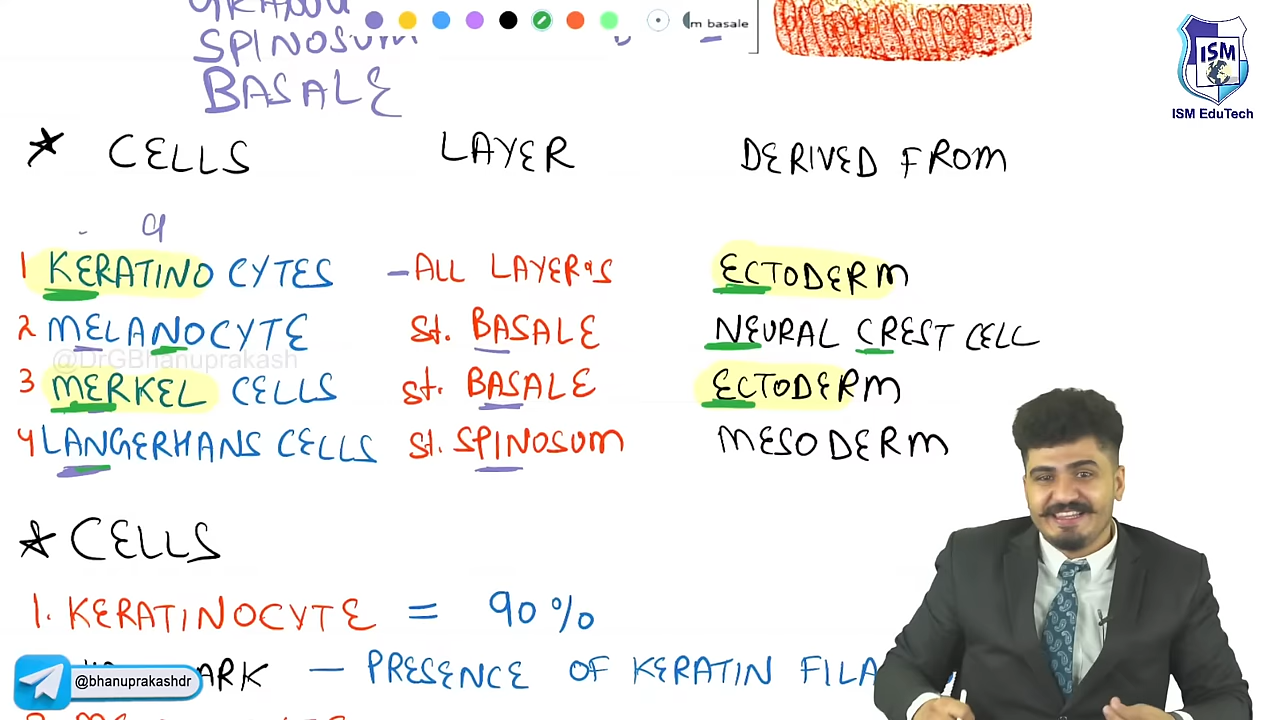 SPINOSUM
m basale
BASALE
ISM
ISM EduTech
CELLS LAYER DERIVED FROM
9
1 KERATINOCYTES - ALL LAYERS ECTODERM
2 MELANOCYTE St. BASALE NEURAL CREST CELL
@DrGBhanuprakash
3 MERKEL CELLS St. BASALE ECTODERM
4 LANGERHANS CELLS St. SPINOSUM MESODERM
CELLS
1. KERATINOCYTE = 90%
ARK - PRESENCE OF KERATIN FILA
@bhanuprakashdr